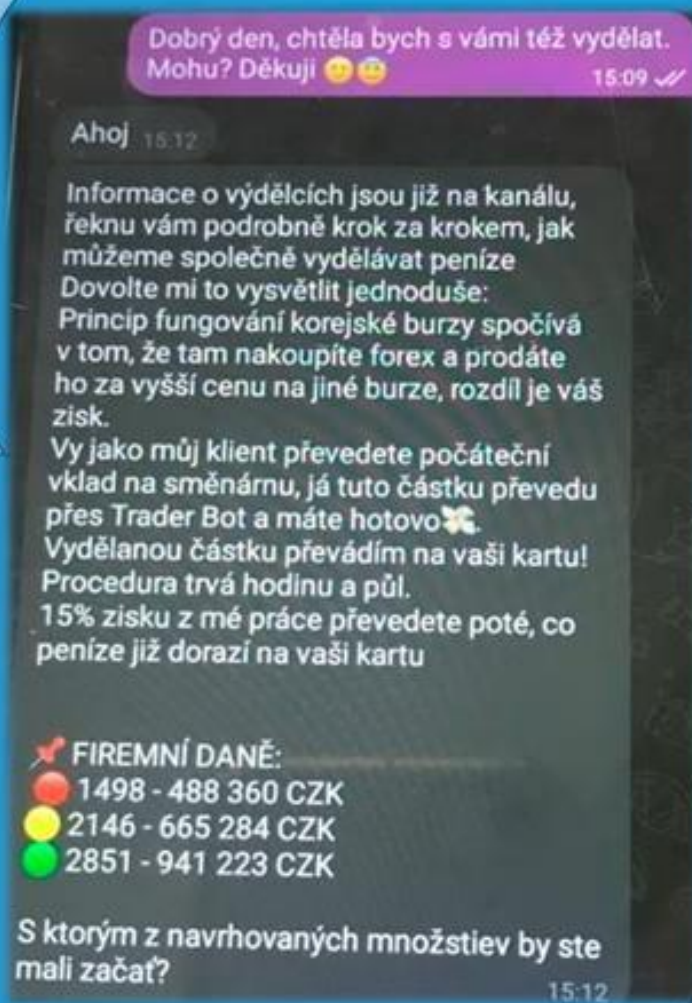 Dobrý den, chtěla bych s vámi též vydělat.
Mohu? Děkuji 😊😇
15:09
Ahoj 15:12
Informace o výdělcích jsou již na kanálu,
řeknu vám podrobně krok za krokem, jak
můžeme společně vydělávat peníze
Dovolte mi to vysvětlit jednoduše:
Princip fungování korejské burzy spočívá
v tom, že tam nakoupíte forex a prodáte
ho za vyšší cenu na jiné burze, rozdíl je váš
zisk.
Vy jako můj klient převedete počáteční
vklad na směnárnu, já tuto částku převedu
přes Trader Bot a máte hotovo💸.
Vydělanou částku převádím na vaši kartu!
Procedura trvá hodinu a půl.
15% zisku z mé práce převedete poté, co
peníze již dorazí na vaši kartu
📌 FIREMNÍ DANĚ:
🔴 1498 - 488 360 CZK
🟡 2146 - 665 284 CZK
🟢 2851 - 941 223 CZK
S ktorým z navrhovaných množstiev by ste
mali začať?
15:12